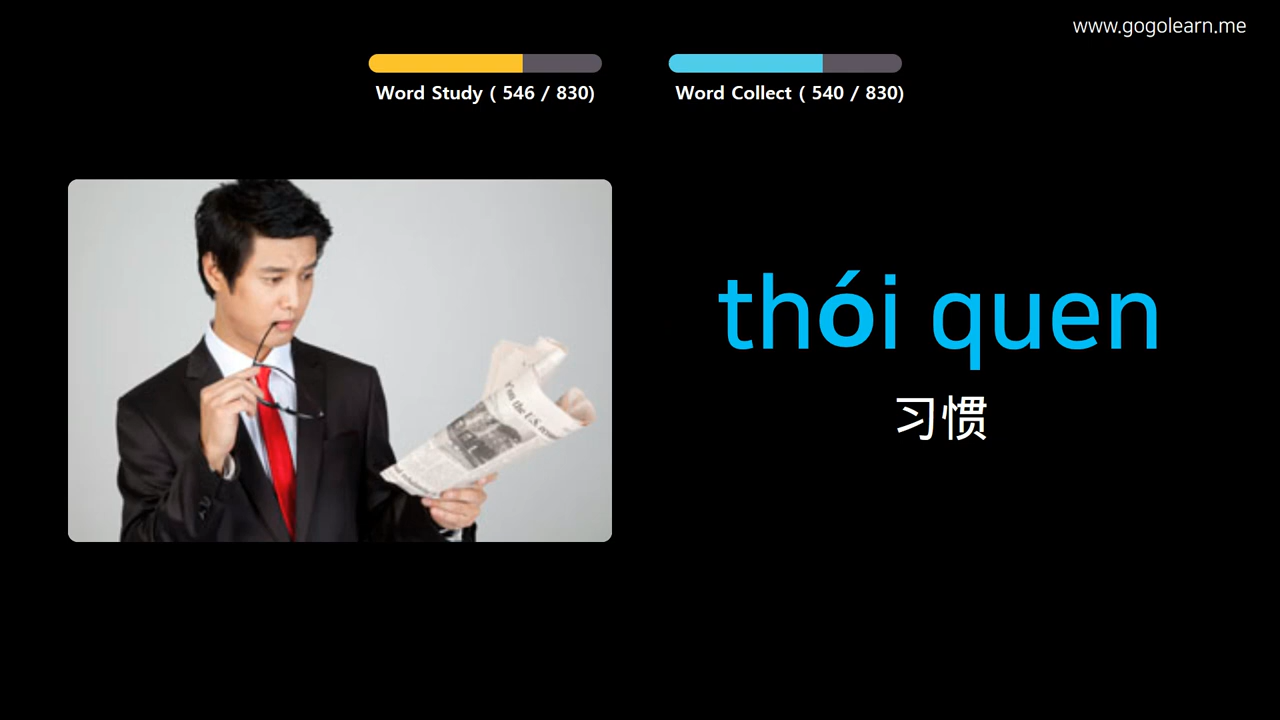 www.gogolearn.me
Word Study ( 546 / 830)
Word Collect ( 540 / 830)
thói quen
习惯